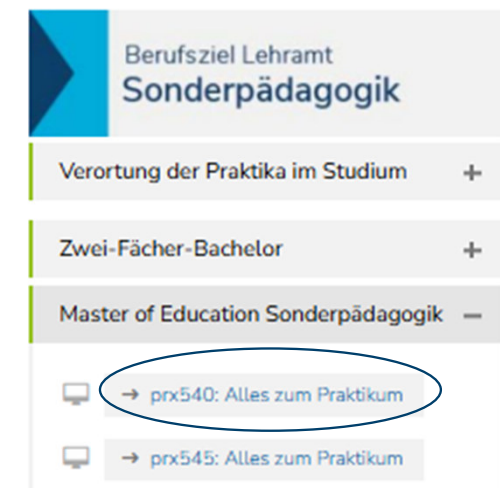 Berufsziel Lehramt
Sonderpädagogik
Verortung der Praktika im Studium +
Zwei-Fächer-Bachelor +
Master of Education Sonderpädagogik −
→ prx540: Alles zum Praktikum
→ prx545: Alles zum Praktikum